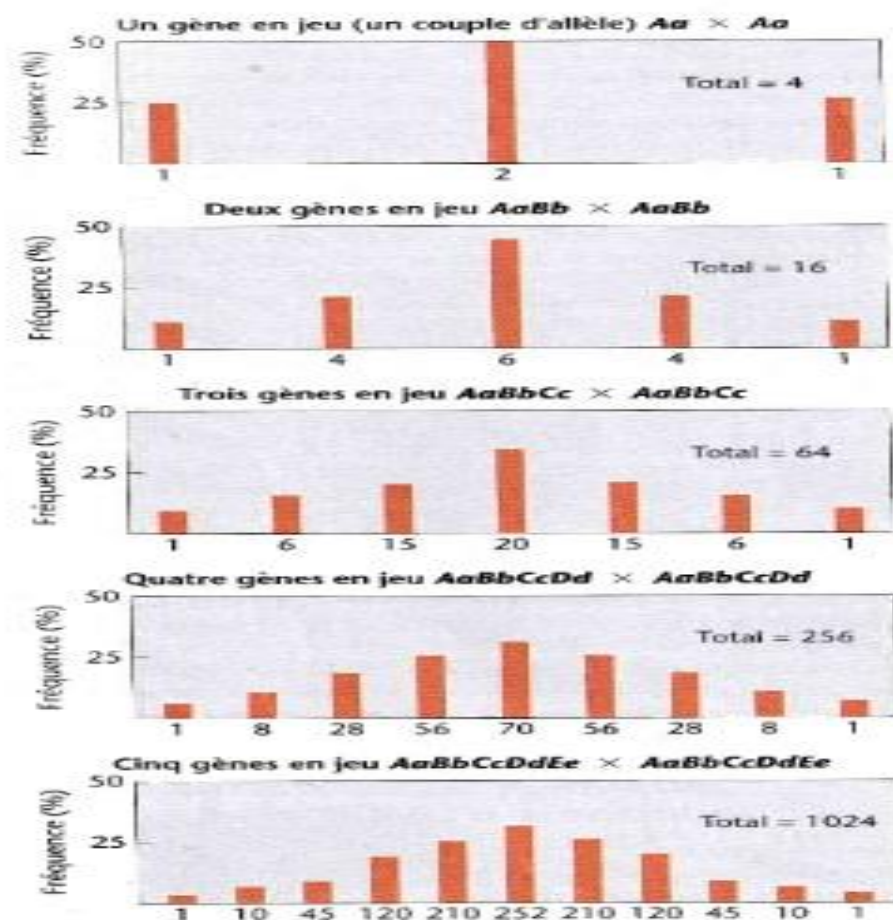 Un gène en jeu (un couple d'allèle) Aa × Aa
Fréquence (%)
50
25
Total = 4
1 2 1
Deux gènes en jeu AaBb × AaBb
Fréquence (%)
50
25
Total = 16
1 4 6 4 1
Trois gènes en jeu AaBbCc × AaBbCc
Fréquence (%)
50
25
Total = 64
1 6 15 20 15 6 1
Quatre gènes en jeu AaBbCcDd × AaBbCcDd
Fréquence (%)
50
25
Total = 256
1 8 28 56 70 56 28 8 1
Cinq gènes en jeu AaBbCcDdEe × AaBbCcDdEe
Fréquence (%)
50
25
Total = 1024
1 10 45 120 210 252 210 120 45 10 1